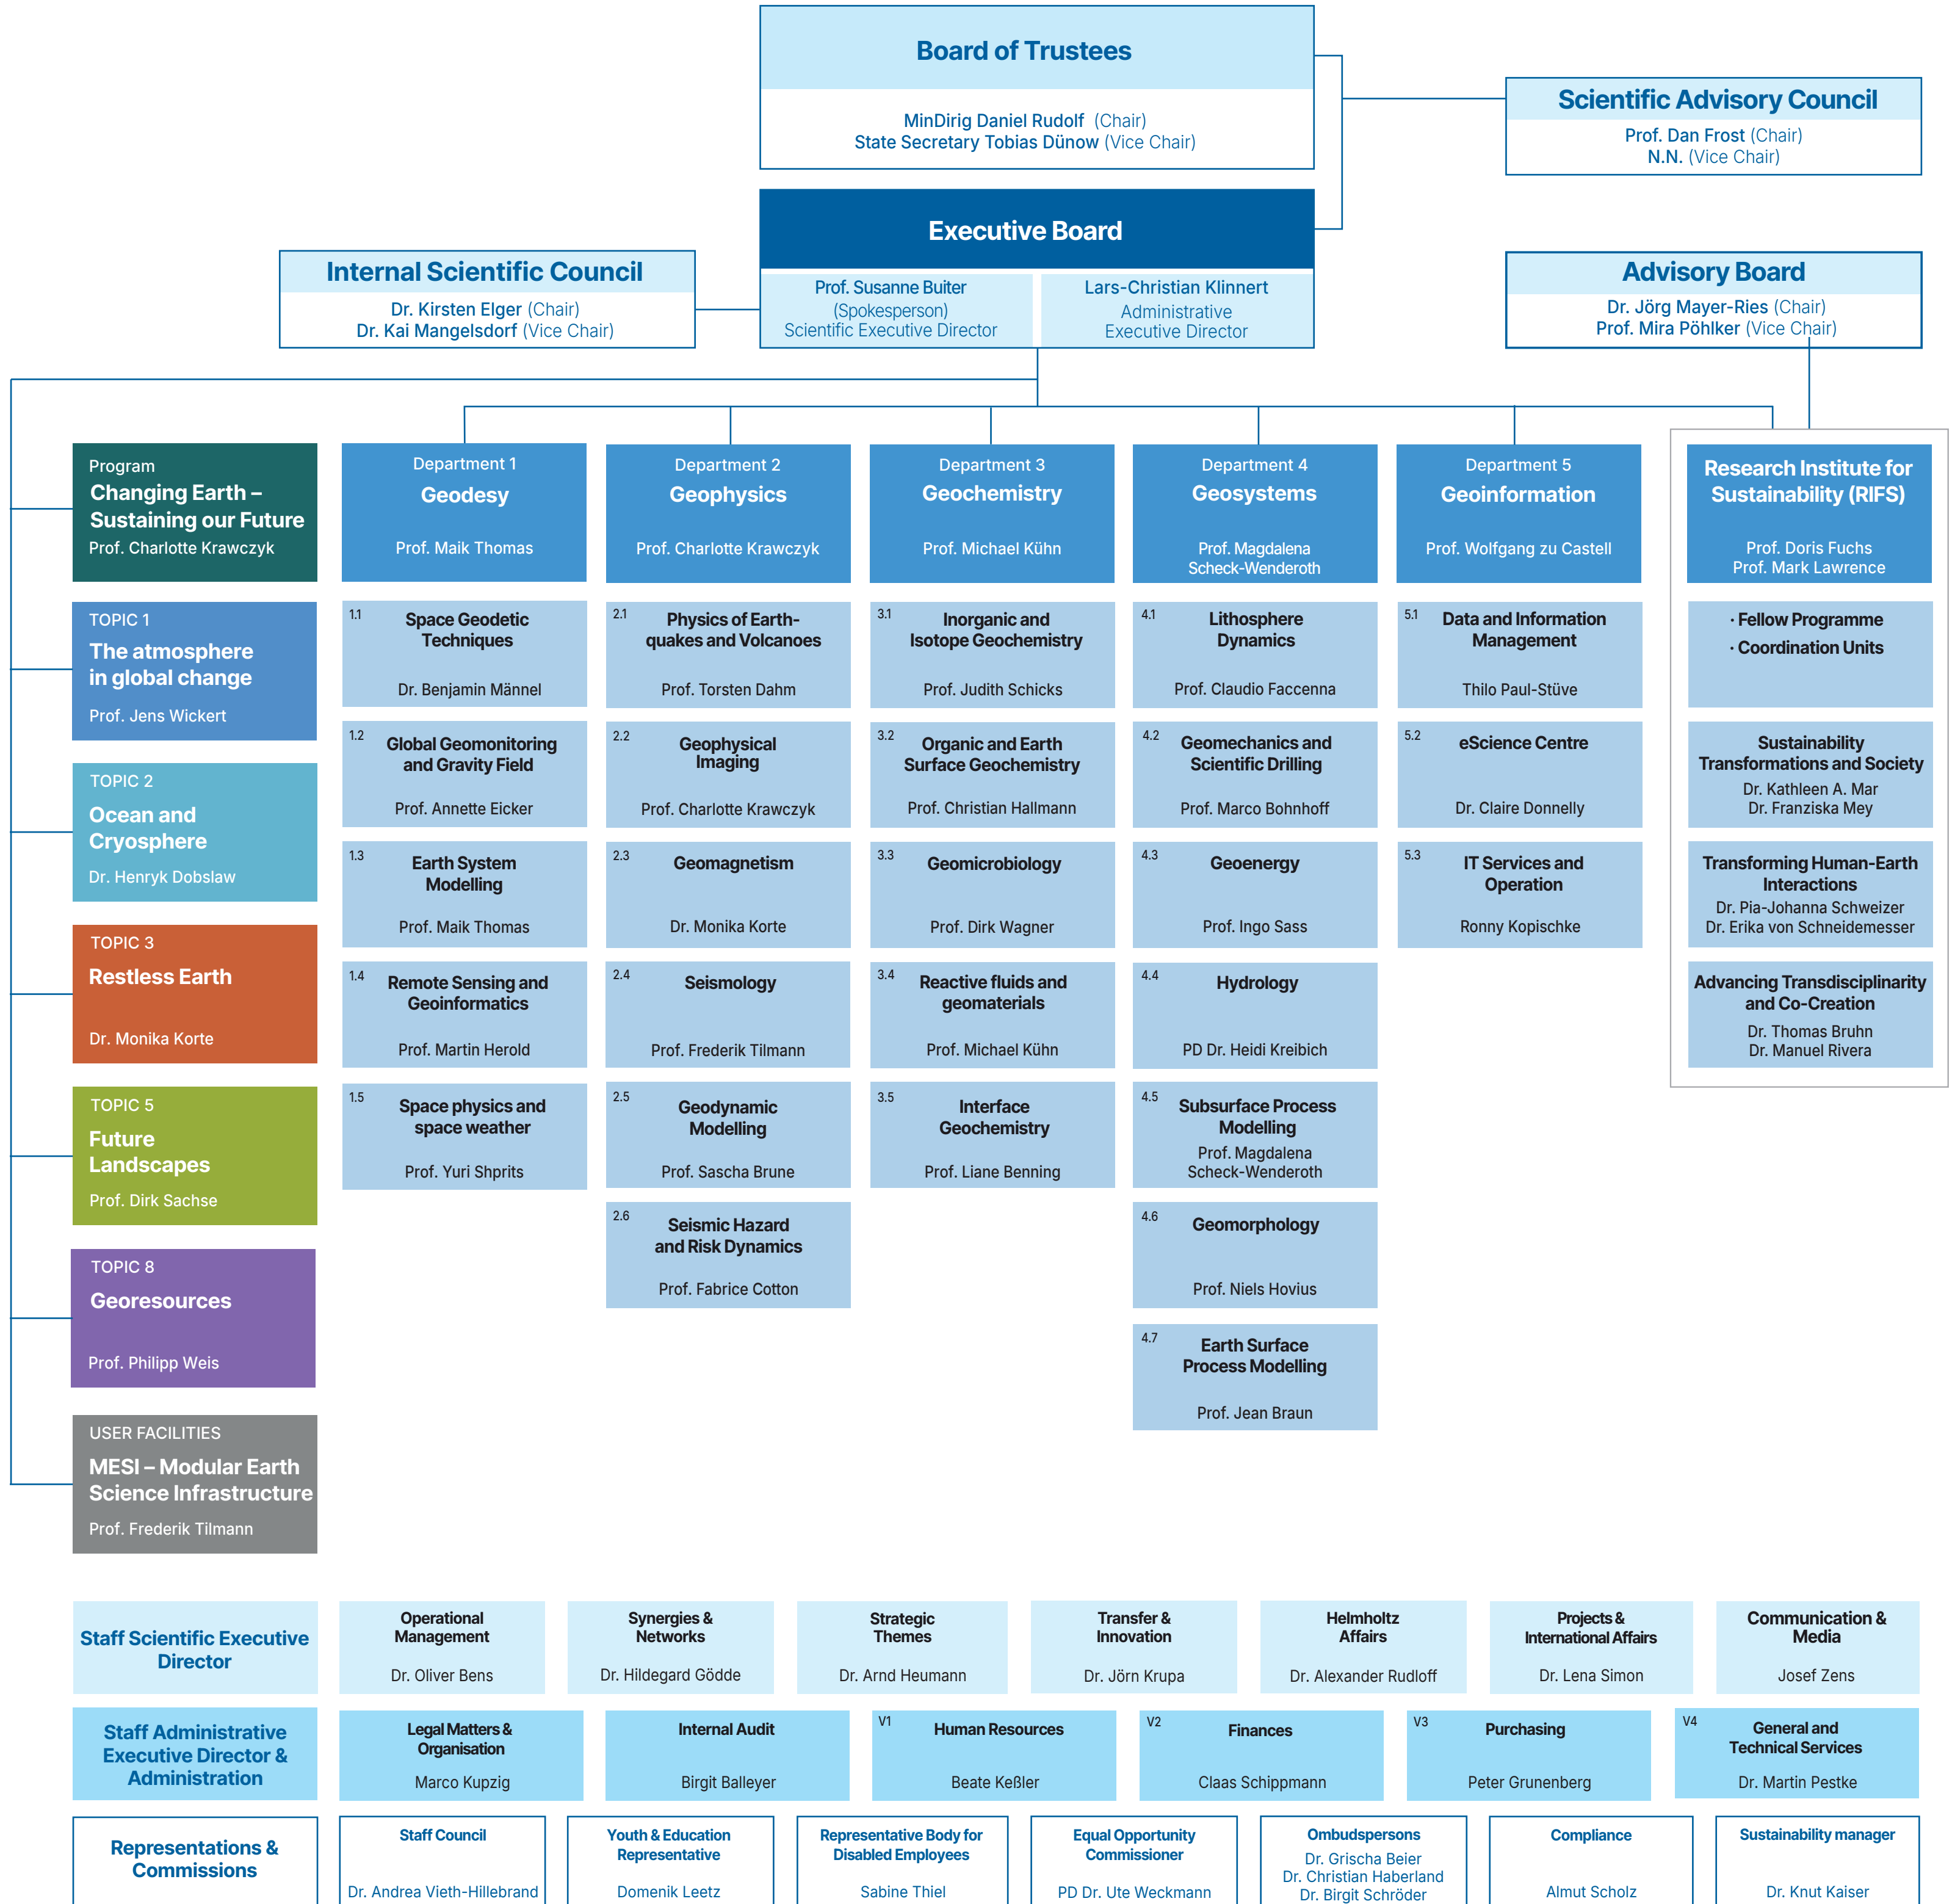 Board of Trustees
MinDirig Daniel Rudolf (Chair)
State Secretary Tobias Dünow (Vice Chair)
Scientific Advisory Council
Prof. Dan Frost (Chair)
N.N. (Vice Chair)
Executive Board
Prof. Susanne Buiter
(Spokesperson)
Scientific Executive Director
Lars-Christian Klinnert
Administrative
Executive Director
Internal Scientific Council
Dr. Kirsten Elger (Chair)
Dr. Kai Mangelsdorf (Vice Chair)
Advisory Board
Dr. Jörg Mayer-Ries (Chair)
Prof. Mira Pöhlker (Vice Chair)
Program
Changing Earth –
Sustaining our Future
Prof. Charlotte Krawczyk
TOPIC 1
The atmosphere
in global change
Prof. Jens Wickert
TOPIC 2
Ocean and
Cryosphere
Dr. Henryk Dobslaw
TOPIC 3
Restless Earth
Dr. Monika Korte
TOPIC 5
Future
Landscapes
Prof. Dirk Sachse
TOPIC 8
Georesources
Prof. Philipp Weis
USER FACILITIES
MESI – Modular Earth
Science Infrastructure
Prof. Frederik Tilmann
Department 1
Geodesy
Prof. Maik Thomas
1.1
Space Geodetic
Techniques
Dr. Benjamin Männel
1.2
Global Geomonitoring
and Gravity Field
Prof. Annette Eicker
1.3
Earth System
Modelling
Prof. Maik Thomas
1.4
Remote Sensing and
Geoinformatics
Prof. Martin Herold
1.5
Space physics and
space weather
Prof. Yuri Shprits
Department 2
Geophysics
Prof. Charlotte Krawczyk
2.1
Physics of Earth-
quakes and Volcanoes
Prof. Torsten Dahm
2.2
Geophysical
Imaging
Prof. Charlotte Krawczyk
2.3
Geomagnetism
Dr. Monika Korte
2.4
Seismology
Prof. Frederik Tilmann
2.5
Geodynamic
Modelling
Prof. Sascha Brune
2.6
Seismic Hazard
and Risk Dynamics
Prof. Fabrice Cotton
Department 3
Geochemistry
Prof. Michael Kühn
3.1
Inorganic and
Isotope Geochemistry
Prof. Judith Schicks
3.2
Organic and Earth
Surface Geochemistry
Prof. Christian Hallmann
3.3
Geomicrobiology
Prof. Dirk Wagner
3.4
Reactive fluids and
geomaterials
Prof. Michael Kühn
3.5
Interface
Geochemistry
Prof. Liane Benning
Department 4
Geosystems
Prof. Magdalena
Scheck-Wenderoth
4.1
Lithosphere
Dynamics
Prof. Claudio Faccenna
4.2
Geomechanics and
Scientific Drilling
Prof. Marco Bohnhoff
4.3
Geoenergy
Prof. Ingo Sass
4.4
Hydrology
PD Dr. Heidi Kreibich
4.5
Subsurface Process
Modelling
Prof. Magdalena
Scheck-Wenderoth
4.6
Geomorphology
Prof. Niels Hovius
4.7
Earth Surface
Process Modelling
Prof. Jean Braun
Department 5
Geoinformation
Prof. Wolfgang zu Castell
5.1
Data and Information
Management
Thilo Paul-Stüve
5.2
eScience Centre
Dr. Claire Donnelly
5.3
IT Services and
Operation
Ronny Kopischke
Research Institute for
Sustainability (RIFS)
Prof. Doris Fuchs
Prof. Mark Lawrence
· Fellow Programme
· Coordination Units
Sustainability
Transformations and Society
Dr. Kathleen A. Mar
Dr. Franziska Mey
Transforming Human-Earth
Interactions
Dr. Pia-Johanna Schweizer
Dr. Erika von Schneidemesser
Advancing Transdisciplinarity
and Co-Creation
Dr. Thomas Bruhn
Dr. Manuel Rivera
Staff Scientific Executive
Director
Operational
Management
Dr. Oliver Bens
Synergies &
Networks
Dr. Hildegard Gödde
Strategic
Themes
Dr. Arnd Heumann
Transfer &
Innovation
Dr. Jörn Krupa
Helmholtz
Affairs
Dr. Alexander Rudloff
Projects &
International Affairs
Dr. Lena Simon
Communication &
Media
Josef Zens
Staff Administrative
Executive Director &
Administration
Legal Matters &
Organisation
Marco Kupzig
Internal Audit
Birgit Balleyer
V1
Human Resources
Beate Keßler
V2
Finances
Claas Schippmann
V3
Purchasing
Peter Grunenberg
V4
General and
Technical Services
Dr. Martin Pestke
Representations &
Commissions
Staff Council
Dr. Andrea Vieth-Hillebrand
Youth & Education
Representative
Domenik Leetz
Representative Body for
Disabled Employees
Sabine Thiel
Equal Opportunity
Commissioner
PD Dr. Ute Weckmann
Ombudspersons
Dr. Grischa Beier
Dr. Christian Haberland
Dr. Birgit Schröder
Compliance
Almut Scholz
Sustainability manager
Dr. Knut Kaiser